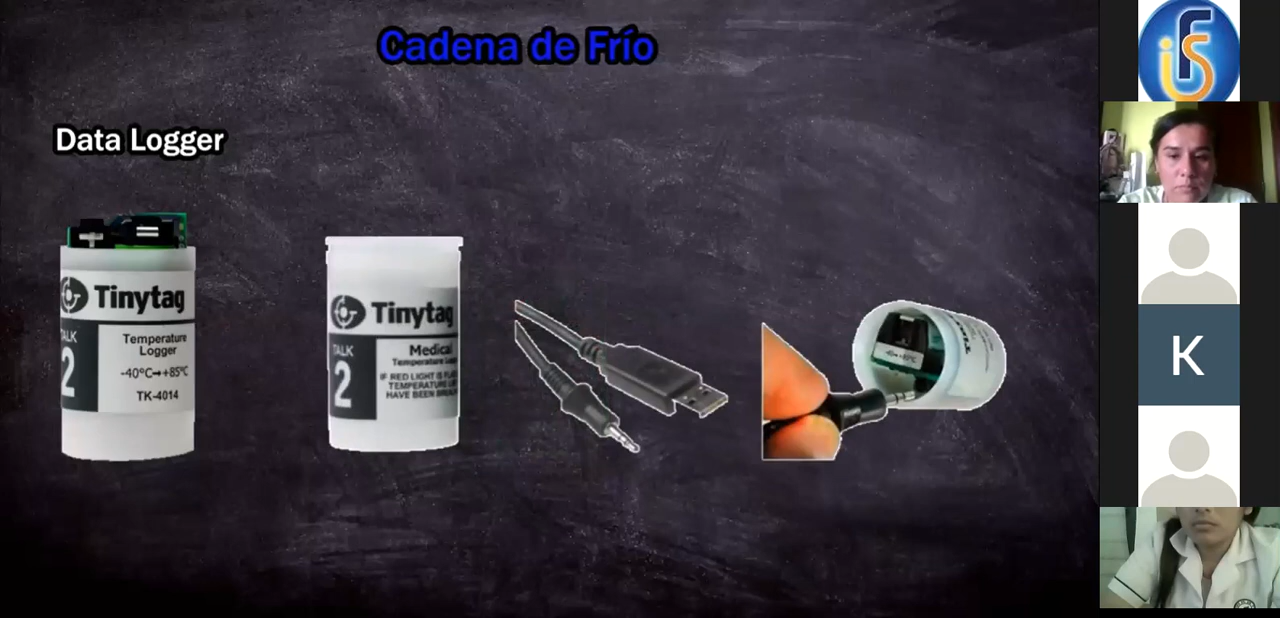 Cadena de Frío
Data Logger
Tinytag
TALK
2
Temperature
Logger
-40°C→+85°C
TK-4014
Tinytag
TALK
2
Medical
Temperature
IF RED LIGHT IS
TEMPERATURE
HAVE BEEN
K